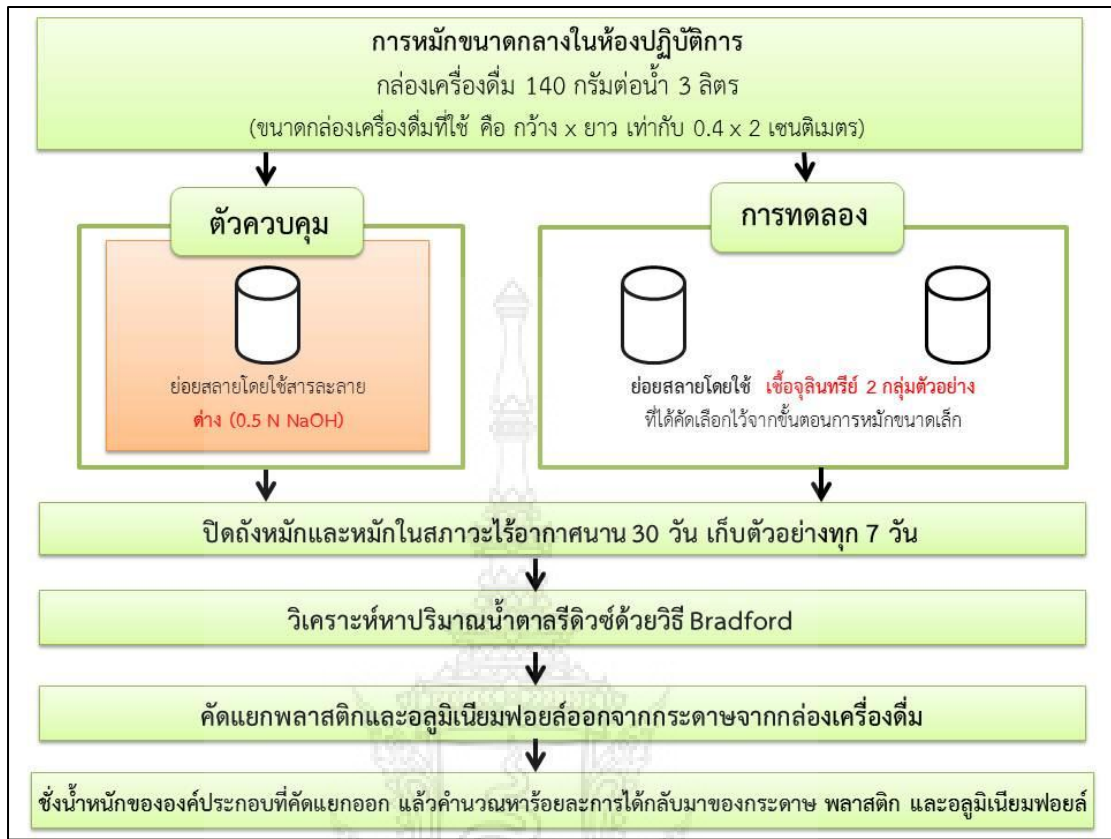 การหมักขนาดกลางในห้องปฏิบัติการ
กล่องเครื่องดื่ม 140 กรัมต่อน้ำ 3 ลิตร
(ขนาดกล่องเครื่องดื่มที่ใช้ คือ กว้าง x ยาว เท่ากับ 0.4 x 2 เซนติเมตร)
ตัวควบคุม
ย่อยสลายโดยใช้สารละลาย
ด่าง (0.5 N NaOH)
การทดลอง
ย่อยสลายโดยใช้ เชื้อจุลินทรีย์ 2 กลุ่มตัวอย่าง
ที่ได้คัดเลือกไว้จากขั้นตอนการหมักขนาดเล็ก
ปิดถังหมักและหมักในสภาวะไร้อากาศนาน 30 วัน เก็บตัวอย่างทุก 7 วัน
วิเคราะห์หาปริมาณน้ำตาลรีดิวซ์ด้วยวิธี Bradford
คัดแยกพลาสติกและอลูมิเนียมฟอยล์ออกจากกระดาษจากกล่องเครื่องดื่ม
ชั่งน้ำหนักขององค์ประกอบที่คัดแยกออก แล้วคำนวณหาร้อยละการได้กลับมาของกระดาษ พลาสติก และอลูมิเนียมฟอยล์